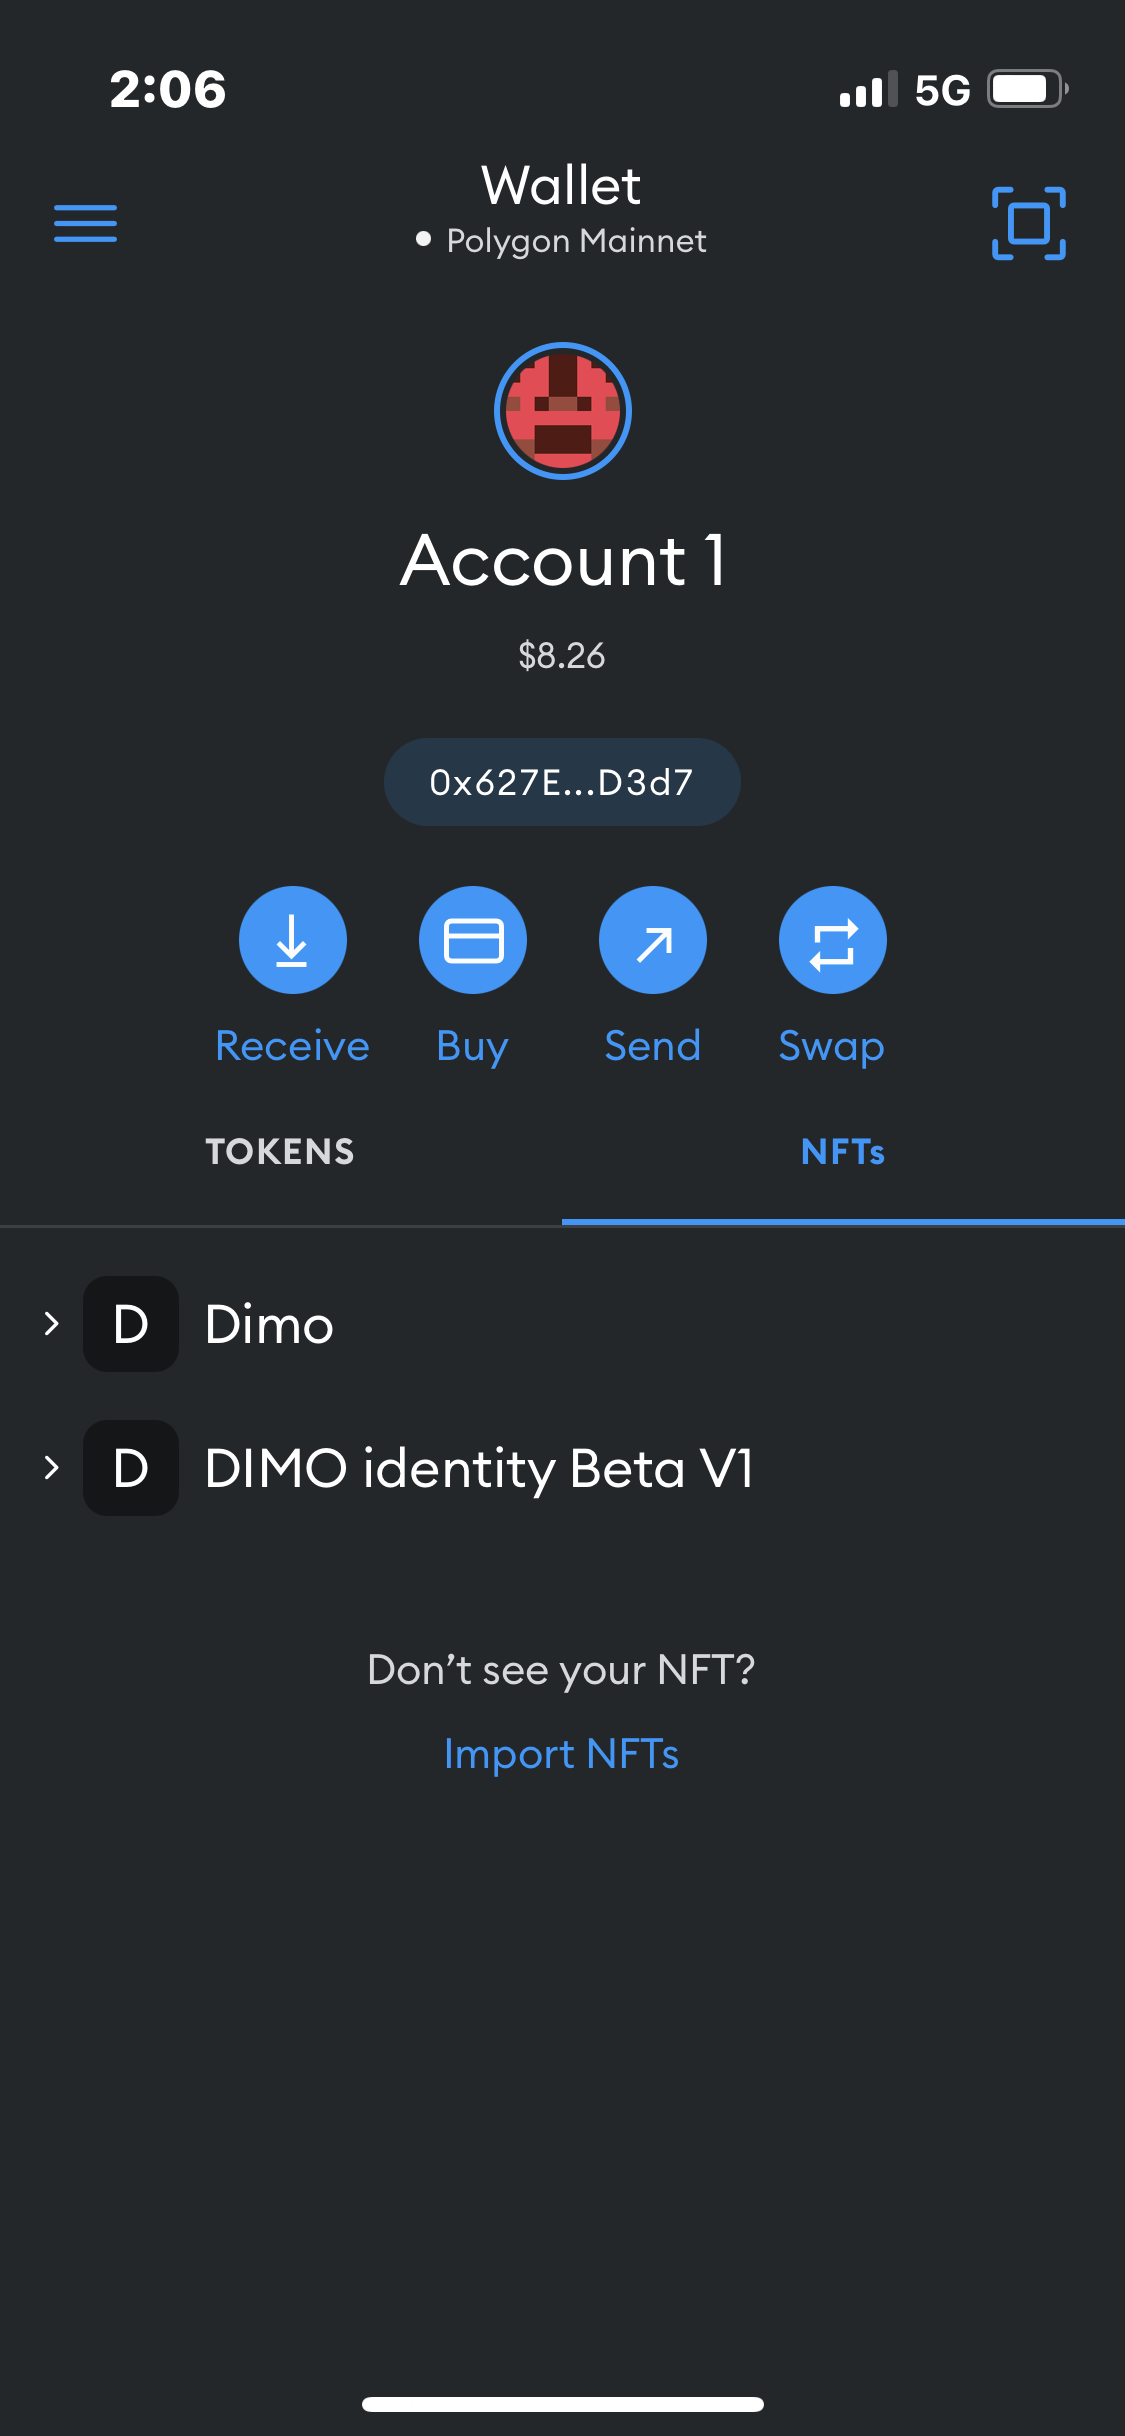 2:06
5G
Wallet
Polygon Mainnet
Account 1
$8.26
0x627E...D3d7
Receive Buy Send Swap
TOKENS NFTs
D Dimo
D DIMO identity Beta V1
Don’t see your NFT?
Import NFTs